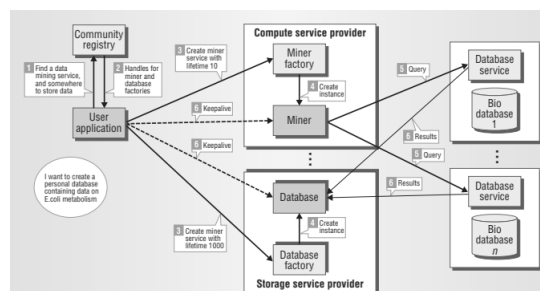 Community
registry
1 Find a data
mining service,
and somewhere
to store data
2 Handles for
miner and
database
factories
User
application
I want to create a
personal database
containing data on
E.coli metabolism
3 Create miner
service with
lifetime 10
6 Keepalive
6 Keepalive
3 Create miner
service with
lifetime 1000
Compute service provider
Miner
factory
4 Create
instance
Miner
Database
4 Create
instance
Database
factory
Storage service provider
5 Query
6 Results
5 Query
6 Results
Database
service
Bio
database
1
Database
service
Bio
database
n